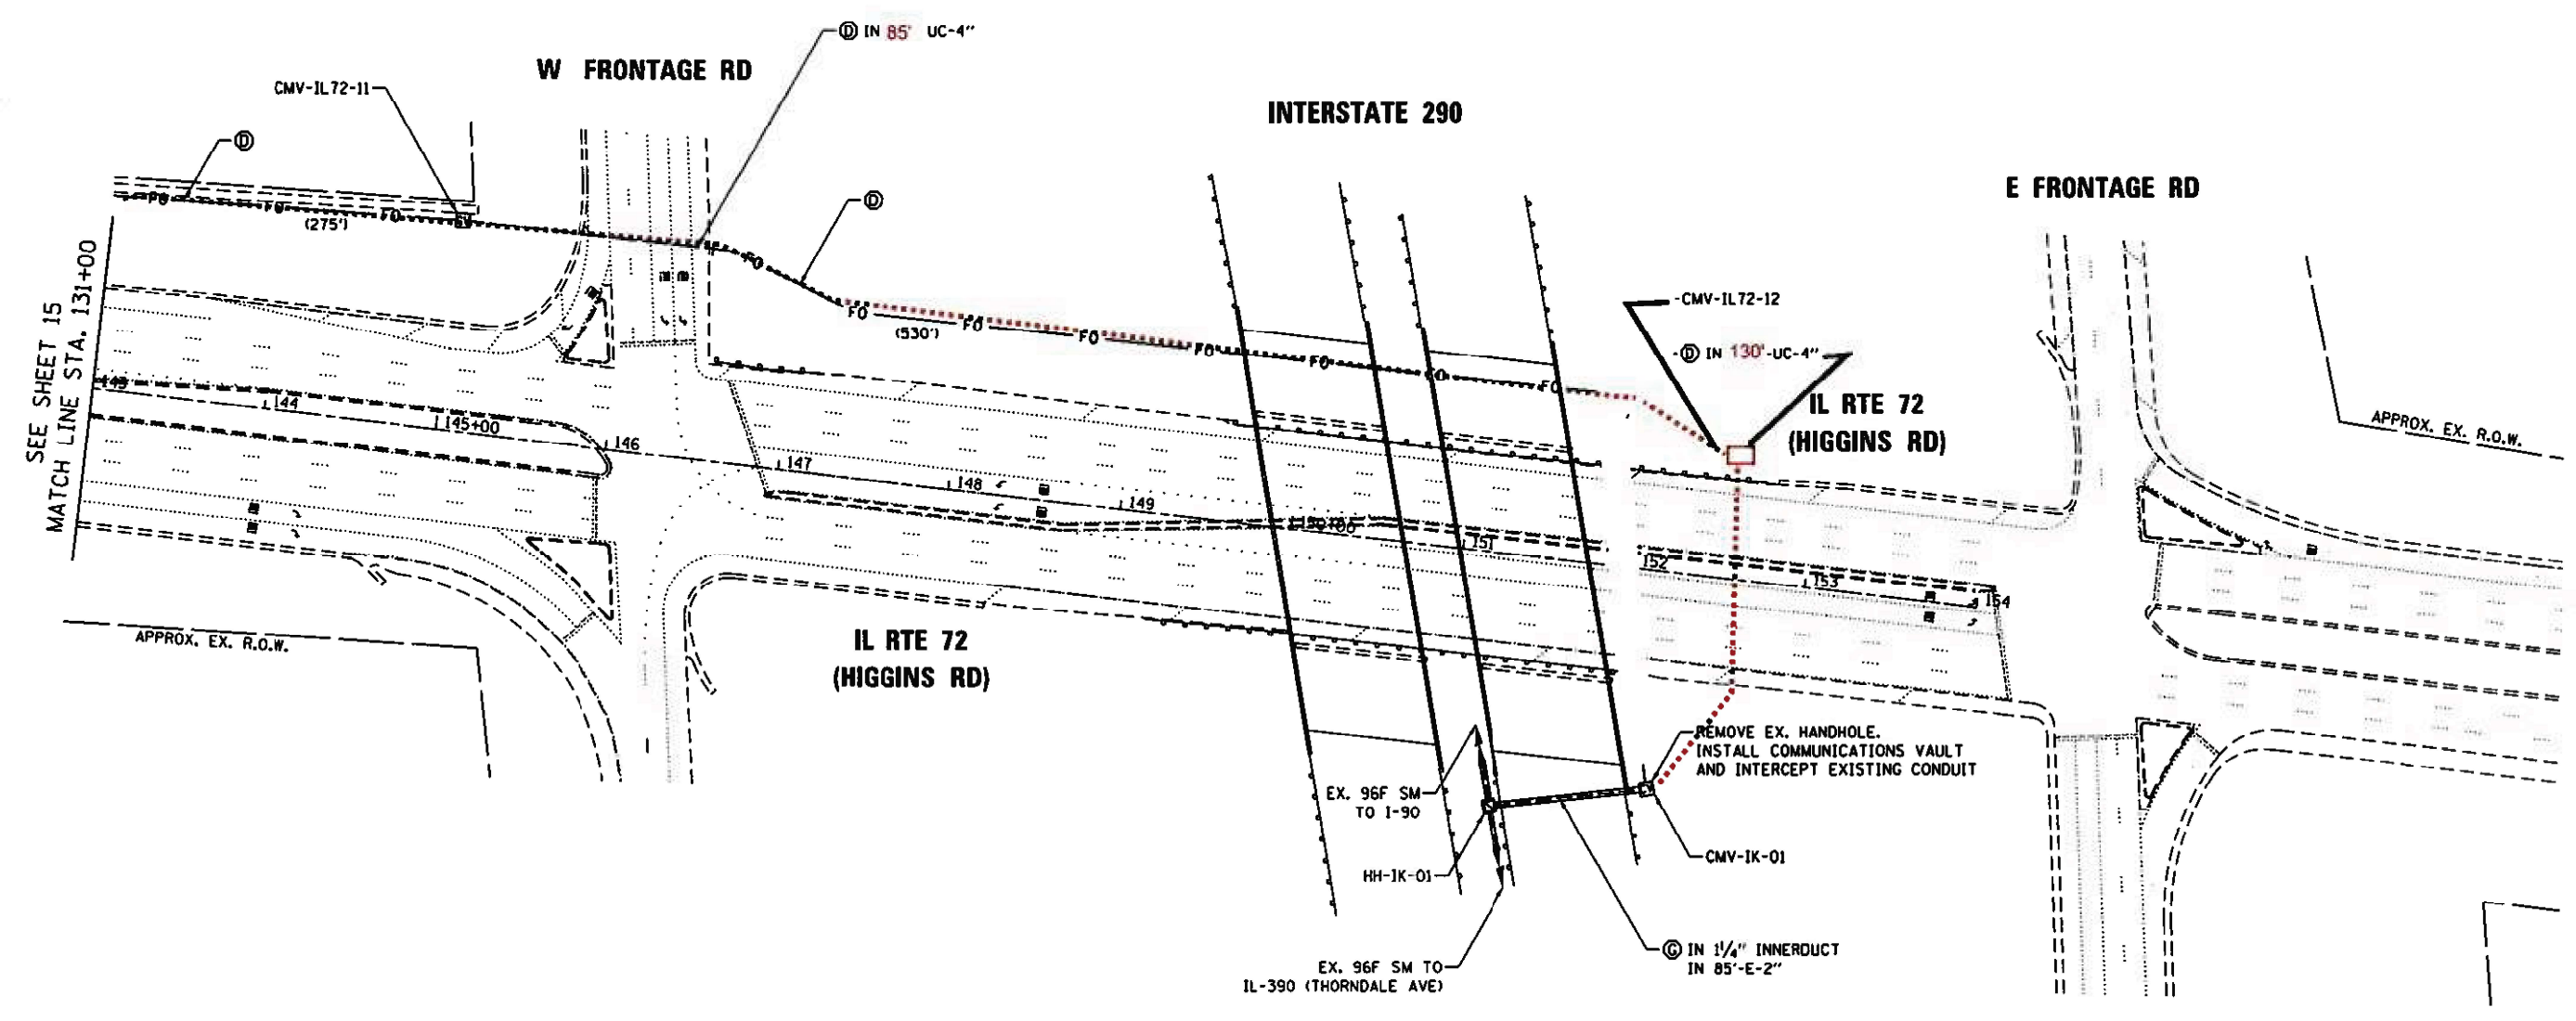 Ⓓ IN 85' UC-4"
W FRONTAGE RD
CMV-IL72-11
INTERSTATE 290
Ⓓ
E FRONTAGE RD
Ⓓ
FO FO FO
(275')
SEE SHEET 15
MATCH LINE STA. 131+00
FO
FO FO FO FO FO FO FO
(530')
-CMV-IL72-12
-Ⓓ IN 130'-UC-4"
IL RTE 72
(HIGGINS RD)
APPROX. EX. R.O.W.
143
144
145+00
146
147
148
149
150+00
151
152
153
154
APPROX. EX. R.O.W.
IL RTE 72
(HIGGINS RD)
REMOVE EX. HANDHOLE.
INSTALL COMMUNICATIONS VAULT
AND INTERCEPT EXISTING CONDUIT
EX. 96F SM
TO I-90
HH-IK-01
CMV-IK-01
EX. 96F SM TO
IL-390 (THORNDALE AVE)
Ⓖ IN 1¼" INNERDUCT
IN 85'-E-2"